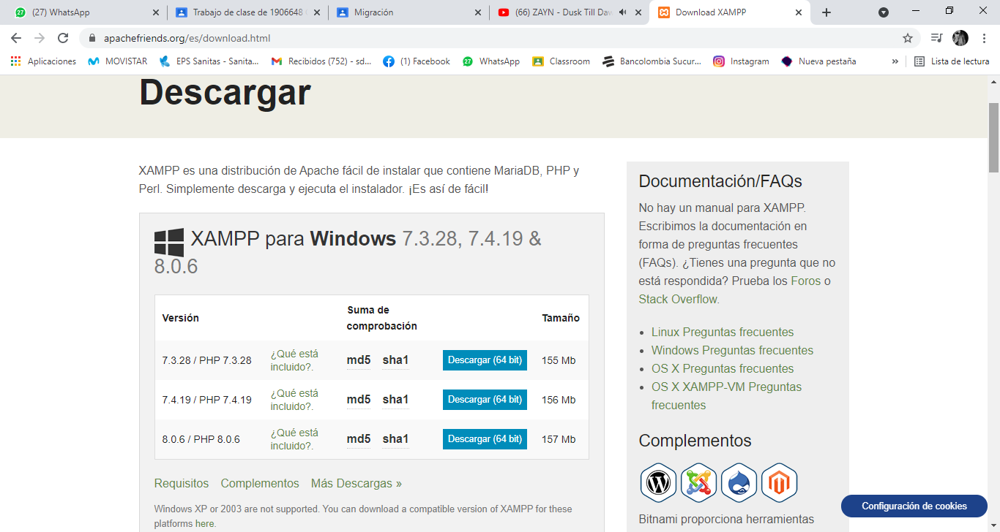 (27) WhatsApp
Trabajo de clase de 1906648
Migración
(66) ZAYN - Dusk Till Daw
Download XAMPP
apachefriends.org/es/download.html
Aplicaciones
MOVISTAR
EPS Sanitas - Sanita...
Recibidos (752) - sd...
(1) Facebook
WhatsApp
Classroom
Bancolombia Sucur...
Instagram
Nueva pestaña
»
Lista de lectura
Descargar
XAMPP es una distribución de Apache fácil de instalar que contiene MariaDB, PHP y
Perl. Simplemente descarga y ejecuta el instalador. ¡Es así de fácil!
XAMPP para Windows 7.3.28, 7.4.19 &
8.0.6
Versión
Suma de
comprobación
Tamaño
7.3.28 / PHP 7.3.28
¿Qué está
incluido?.
md5 sha1
Descargar (64 bit)
155 Mb
7.4.19 / PHP 7.4.19
¿Qué está
incluido?.
md5 sha1
Descargar (64 bit)
156 Mb
8.0.6 / PHP 8.0.6
¿Qué está
incluido?.
md5 sha1
Descargar (64 bit)
157 Mb
Requisitos Complementos Más Descargas »
Windows XP or 2003 are not supported. You can download a compatible version of XAMPP for these
platforms here.
Documentación/FAQs
No hay un manual para XAMPP.
Escribimos la documentación en
forma de preguntas frecuentes
(FAQs). ¿Tienes una pregunta que no
está respondida? Prueba los Foros o
Stack Overflow.
• Linux Preguntas frecuentes
• Windows Preguntas frecuentes
• OS X Preguntas frecuentes
• OS X XAMPP-VM Preguntas
frecuentes
Complementos
Bitnami proporciona herramientas
Configuración de cookies